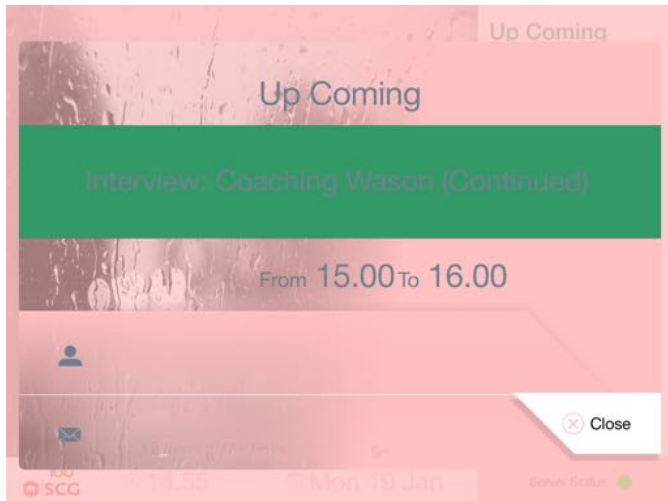 Up Coming
Up Coming
Interview: Coaching Wason (Continued)
From 15.00 To 16.00
Close
100
SCG
14.55
Mon 19 Jan
Server Status